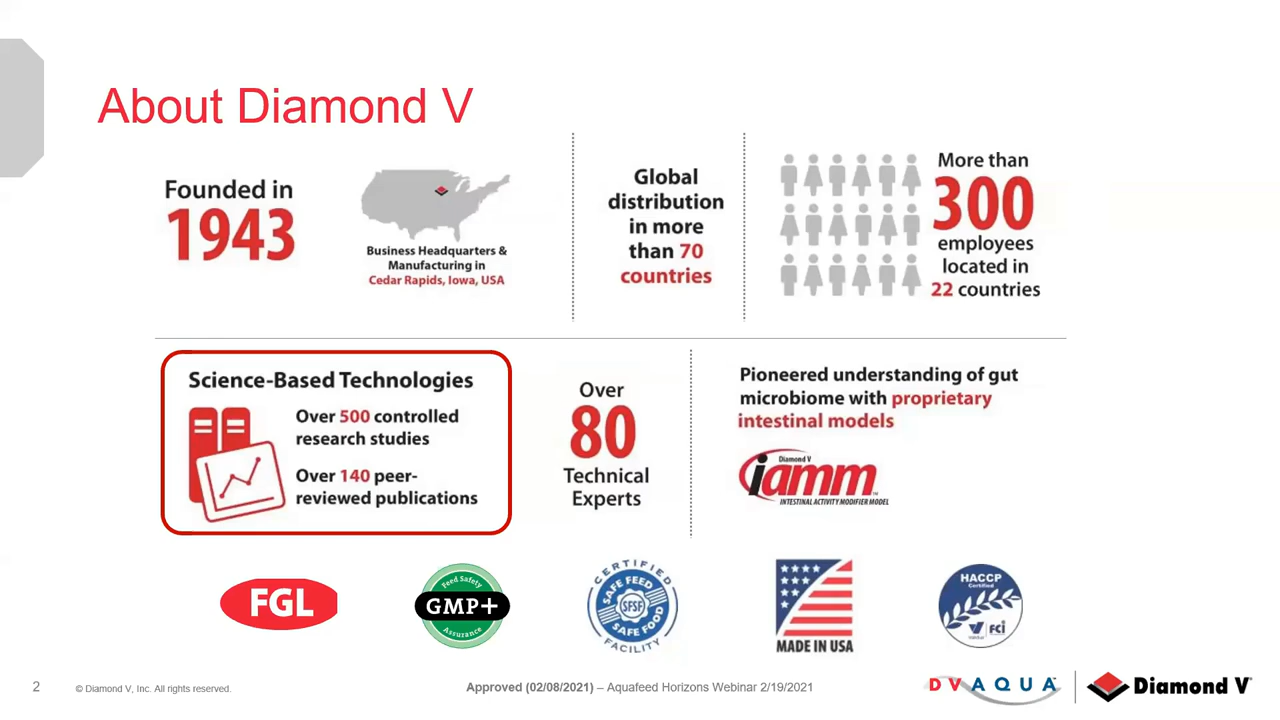 About Diamond V
Founded in
1943
Business Headquarters &
Manufacturing in
Cedar Rapids, Iowa, USA
Global
distribution
in more
than 70
countries
More than
300
employees
located in
22 countries
Science-Based Technologies
Over 500 controlled
research studies
Over 140 peer-
reviewed publications
Over
80
Technical
Experts
Pioneered understanding of gut
microbiome with proprietary
intestinal models
Diamond V
iamm™
INTESTINAL ACTIVITY MODIFIER MODEL
FGL
Feed Safety
GMP+
Assurance
CERTIFIED
SAFE FEED
SFSF
SAFE FOOD
FACILITY
MADE IN USA
HACCP
Certified
FCI
2
© Diamond V, Inc. All rights reserved.
Approved (02/08/2021) – Aquafeed Horizons Webinar 2/19/2021
DVAQUA
Diamond V